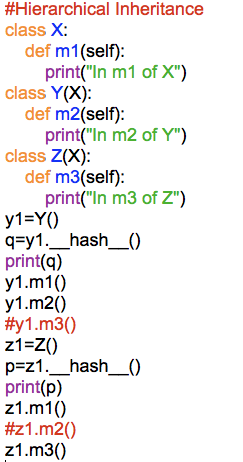 #Hierarchical Inheritance
class X:
    def m1(self):
        print("In m1 of X")
class Y(X):
    def m2(self):
        print("In m2 of Y")
class Z(X):
    def m3(self):
        print("In m3 of Z")
y1=Y()
q=y1.__hash__()
print(q)
y1.m1()
y1.m2()
#y1.m3()
z1=Z()
p=z1.__hash__()
print(p)
z1.m1()
#z1.m2()
z1.m3()